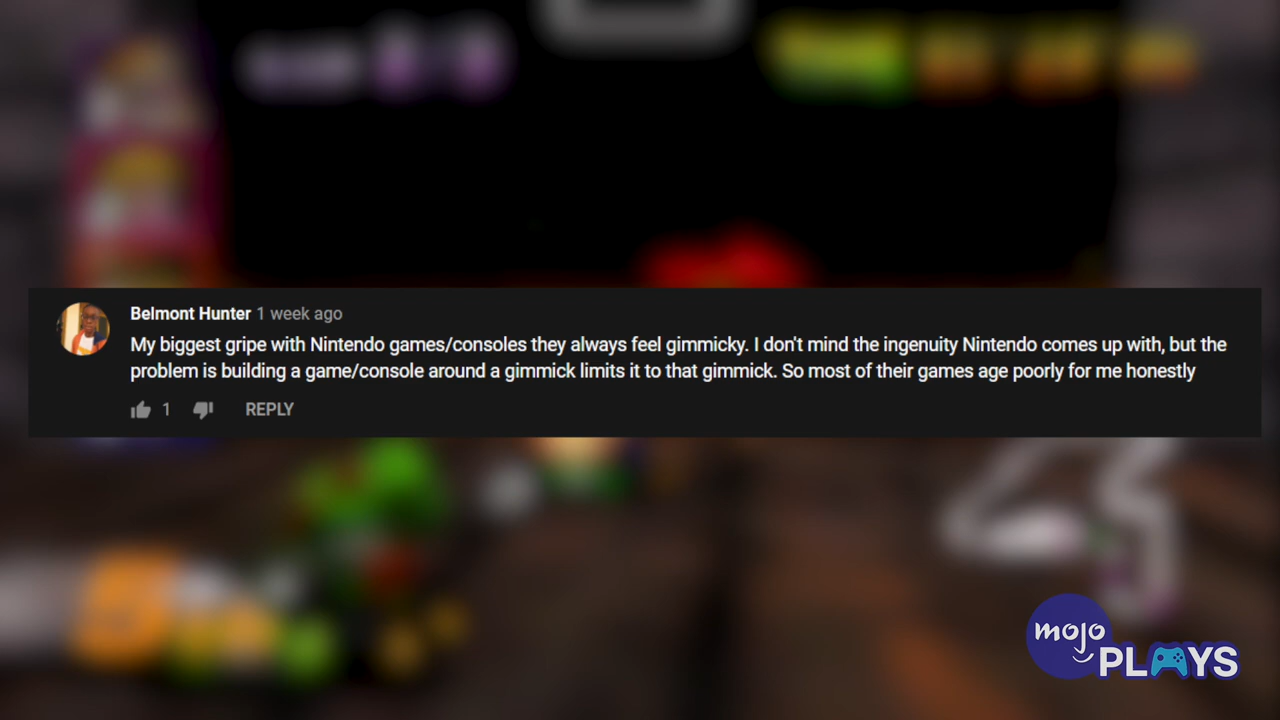 Belmont Hunter 1 week ago
My biggest gripe with Nintendo games/consoles they always feel gimmicky. I don't mind the ingenuity Nintendo comes up with, but the
problem is building a game/console around a gimmick limits it to that gimmick. So most of their games age poorly for me honestly
1 REPLY
mojo
PLAYS